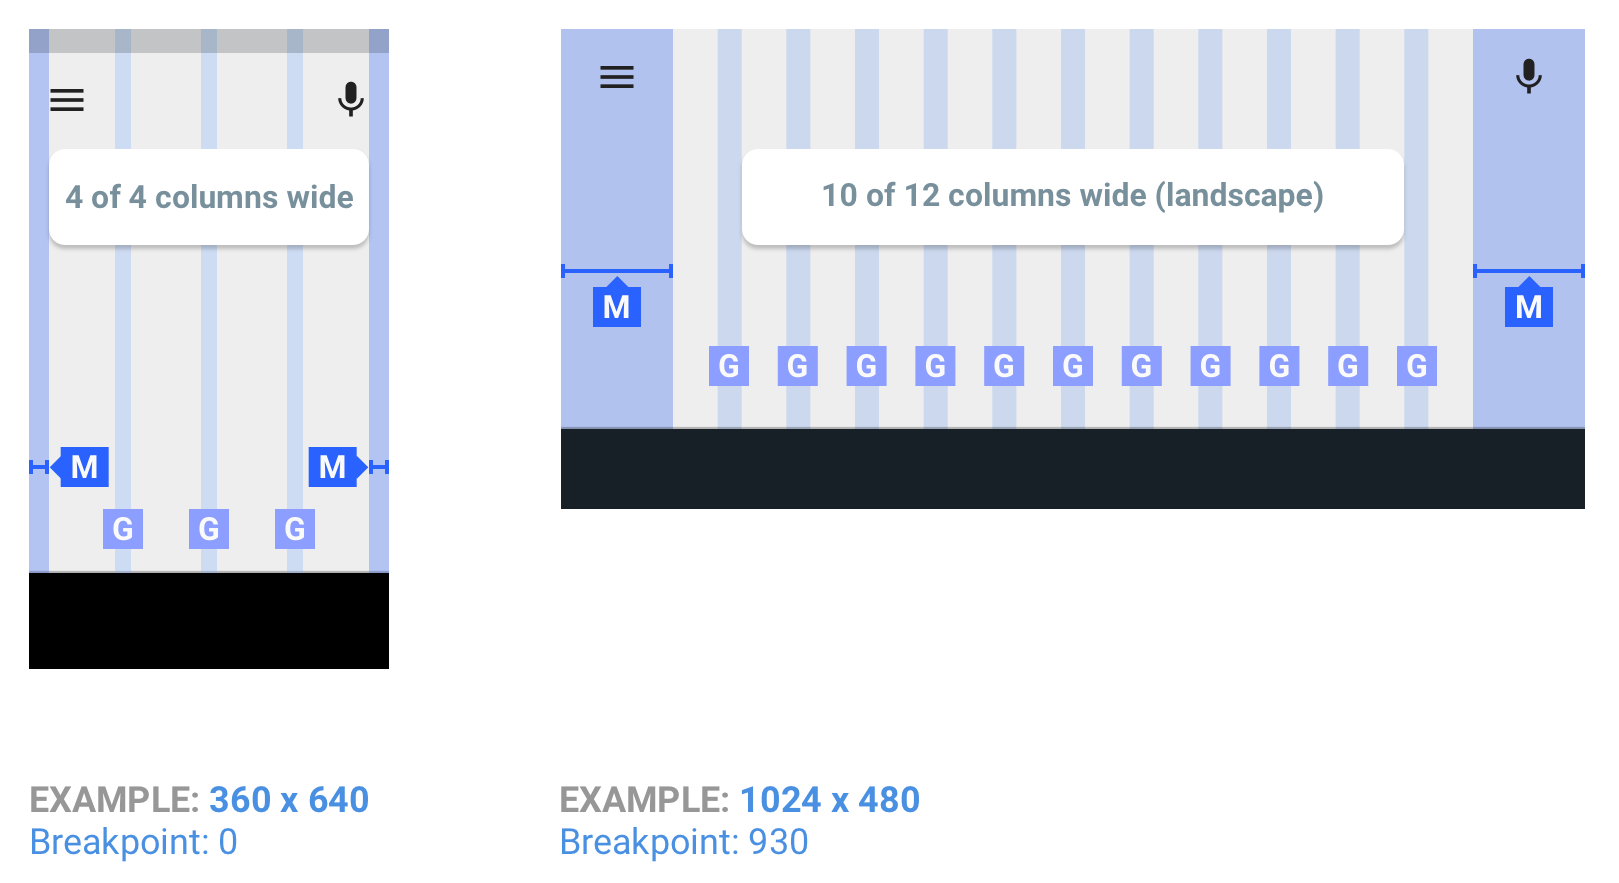 4 of 4 columns wide
M M
G G G
10 of 12 columns wide (landscape)
M M
G G G G G G G G G G G
EXAMPLE: 360 x 640
Breakpoint: 0
EXAMPLE: 1024 x 480
Breakpoint: 930